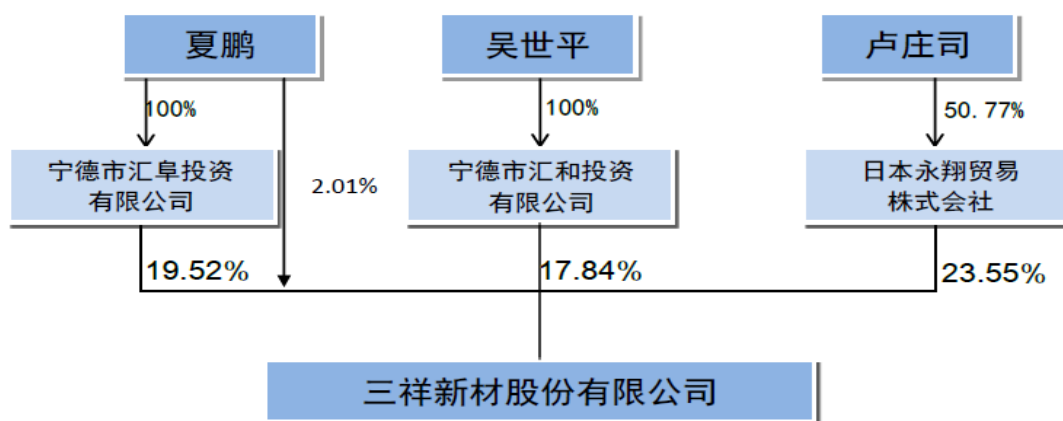 夏鹏
吴世平
卢庄司
100%
100%
50.77%
宁德市汇阜投资
有限公司
2.01%
宁德市汇和投资
有限公司
日本永翔贸易
株式会社
19.52%
17.84%
23.55%
三祥新材股份有限公司